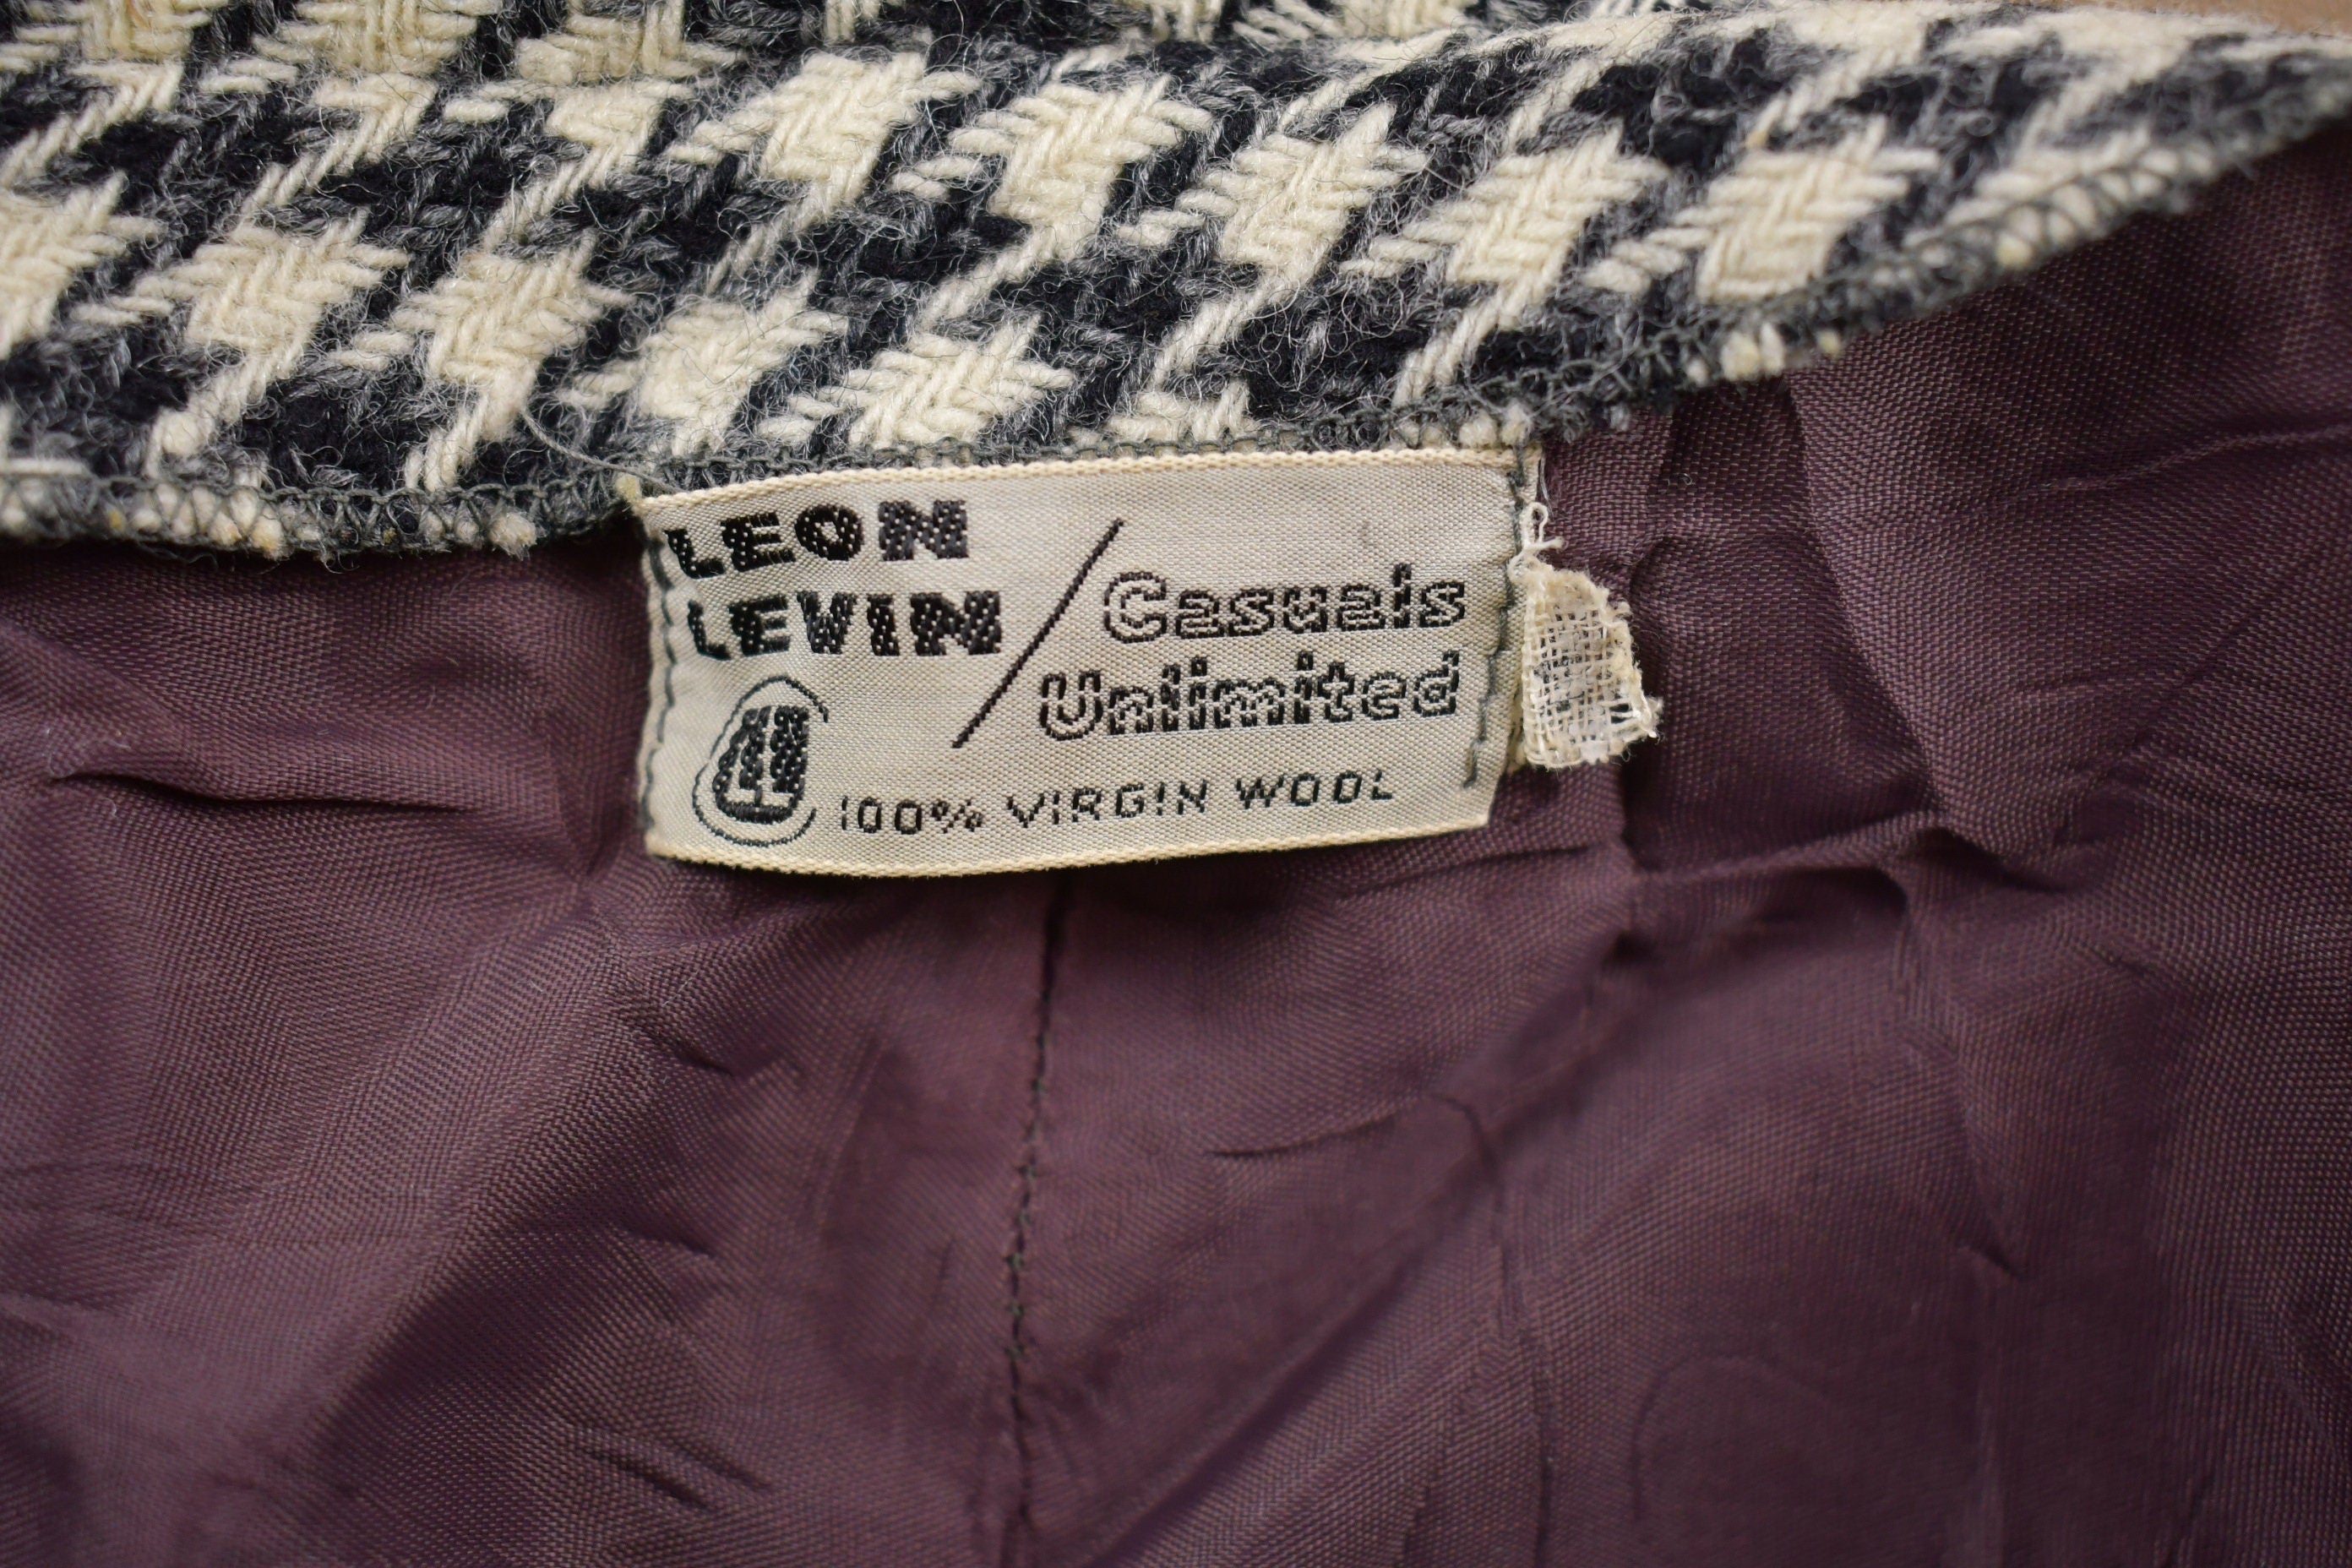 LEON
LEVIN
Casuals
Unlimited
100% VIRGIN WOOL